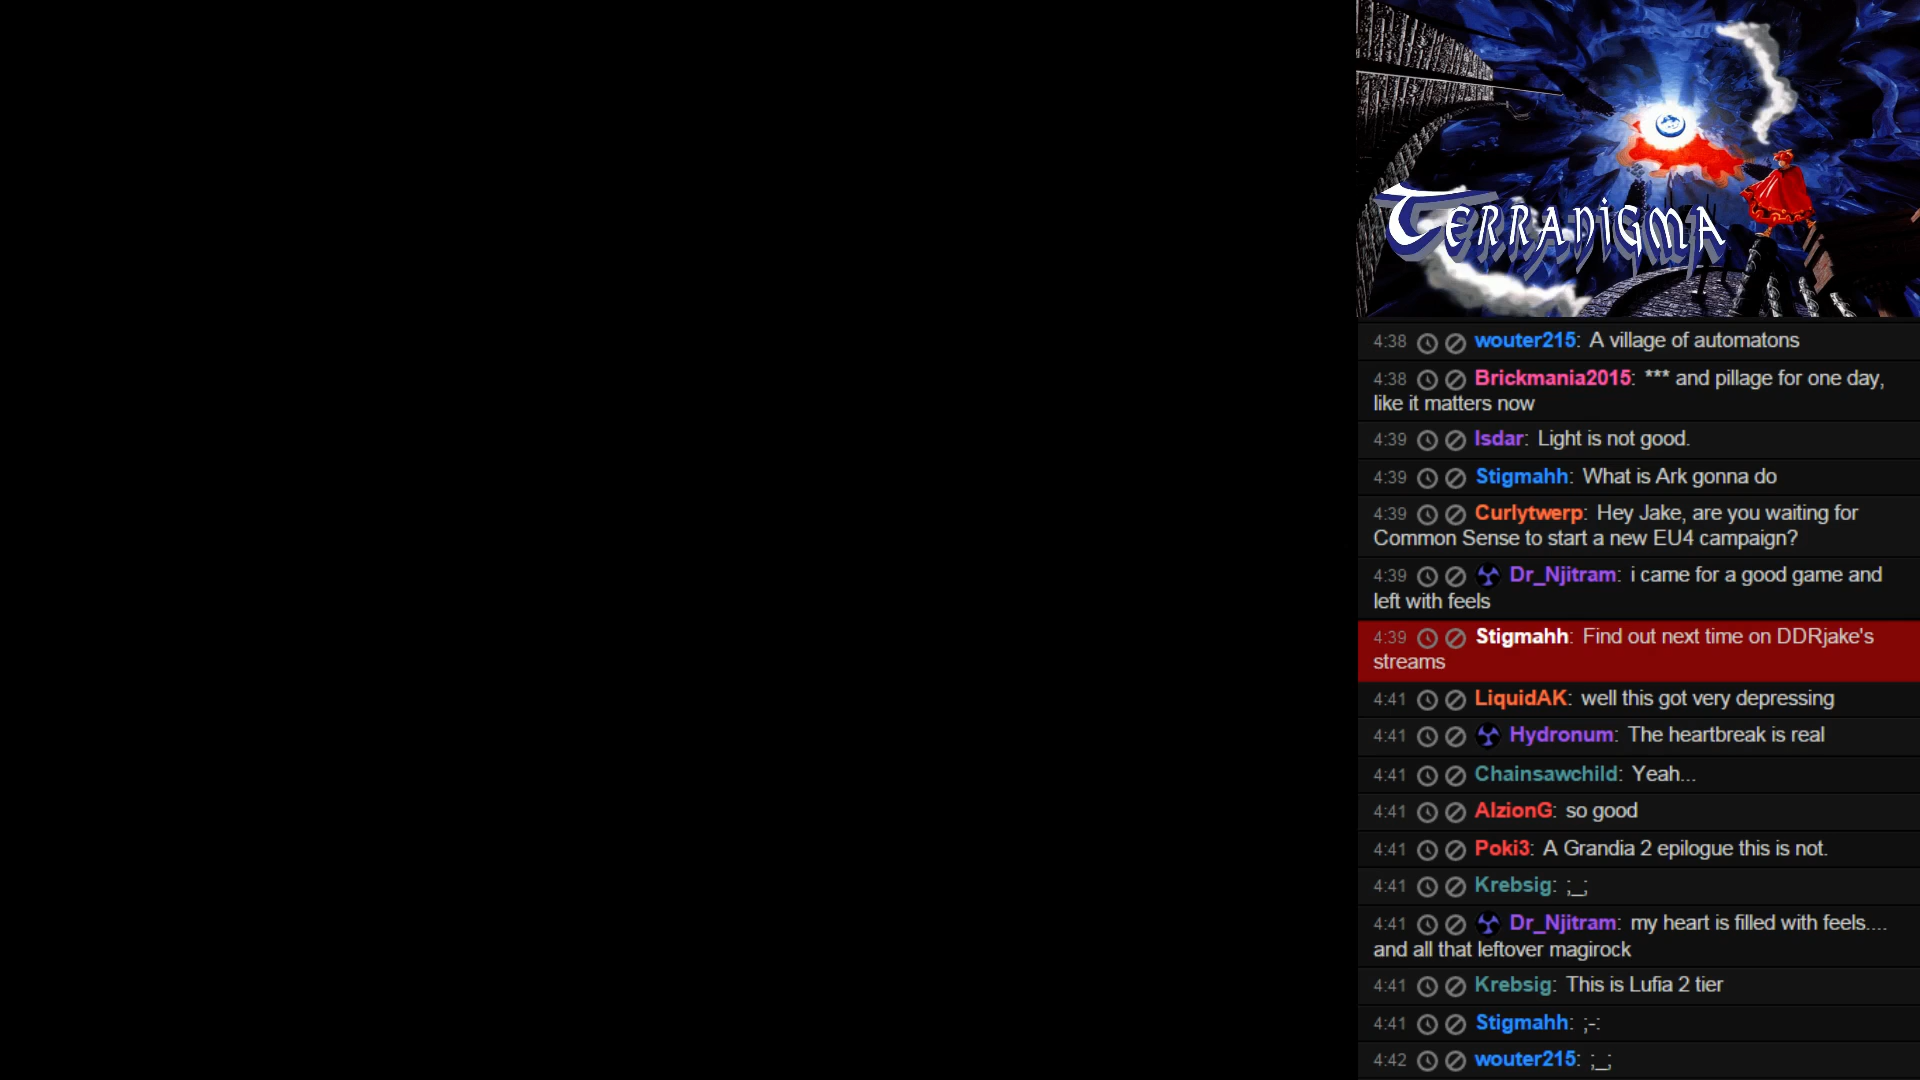 TERRANIGMA
4:38 wouter215: A village of automatons
4:38 Brickmania2015: *** and pillage for one day,
like it matters now
4:39 Isdar: Light is not good.
4:39 Stigmahh: What is Ark gonna do
4:39 Curlytwerp: Hey Jake, are you waiting for
Common Sense to start a new EU4 campaign?
4:39 Dr_Njitram: i came for a good game and
left with feels
4:39 Stigmahh: Find out next time on DDRjake's
streams
4:41 LiquidAK: well this got very depressing
4:41 Hydronum: The heartbreak is real
4:41 Chainsawchild: Yeah...
4:41 AlzionG: so good
4:41 Poki3: A Grandia 2 epilogue this is not.
4:41 Krebsig: ;_;
4:41 Dr_Njitram: my heart is filled with feels....
and all that leftover magirock
4:41 Krebsig: This is Lufia 2 tier
4:41 Stigmahh: ;-:
4:42 wouter215: ;_;